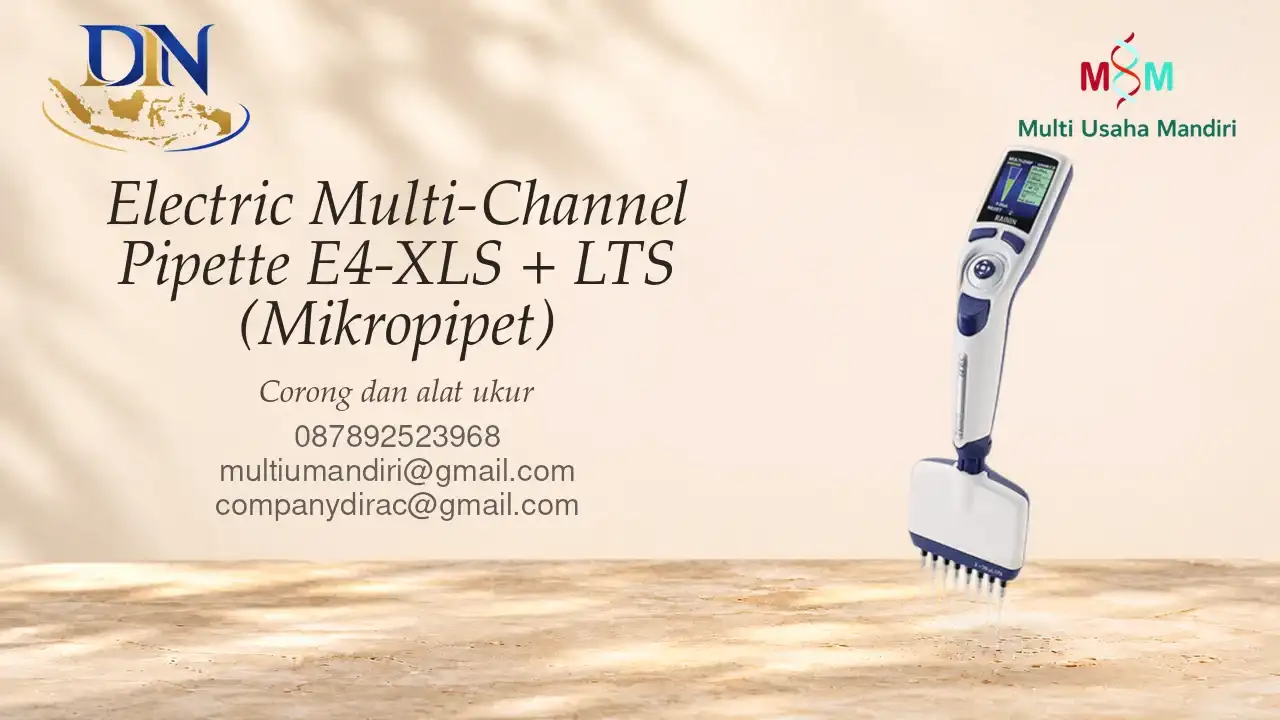 DN
M M
Multi Usaha Mandiri
Electric Multi-Channel
Pipette E4-XLS + LTS
(Mikropipet)
Corong dan alat ukur
087892523968
multiumandiri@gmail.com
companydirac@gmail.com
RAININ